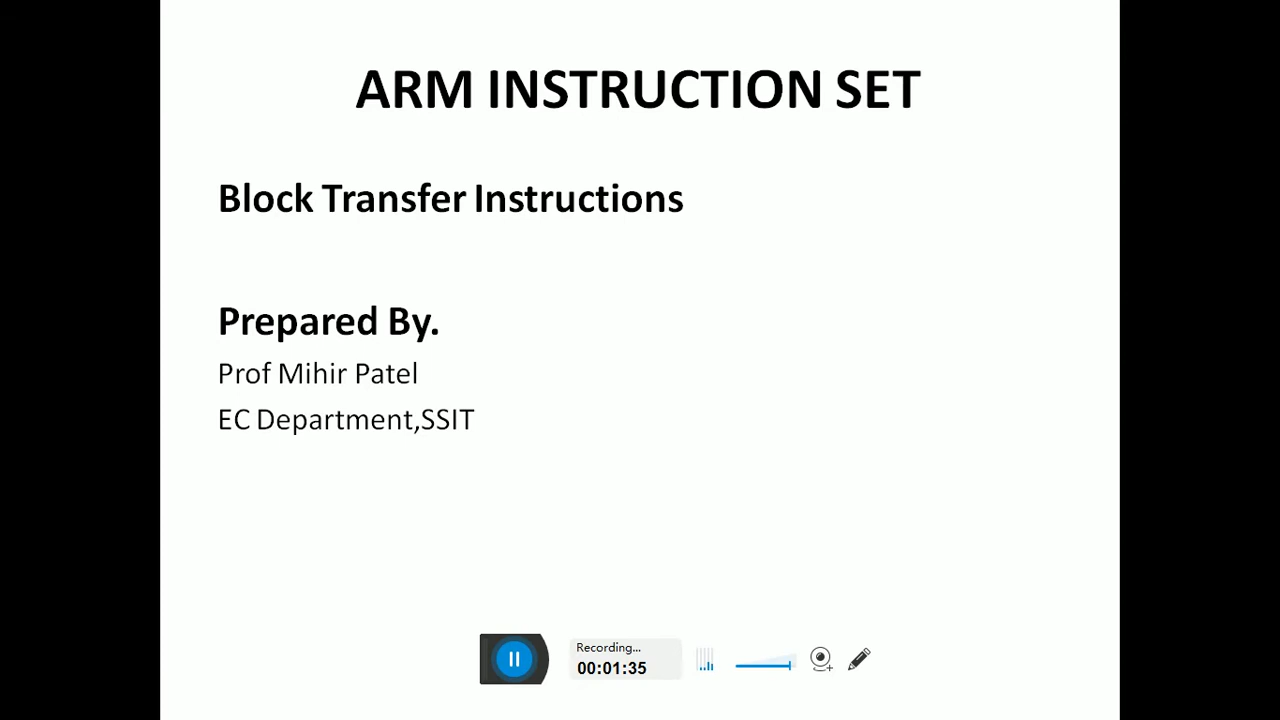 ARM INSTRUCTION SET
Block Transfer Instructions
Prepared By.
Prof Mihir Patel
EC Department,SSIT
Recording...
00:01:35